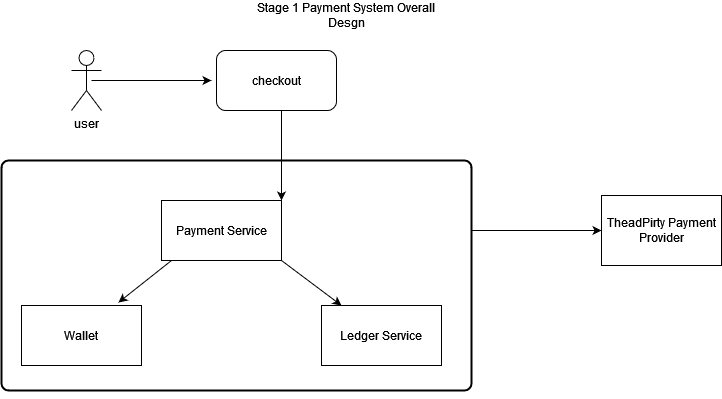 Stage 1 Payment System Overall
Desgn
checkout
user
Payment Service
TheadPirty Payment
Provider
Wallet
Ledger Service